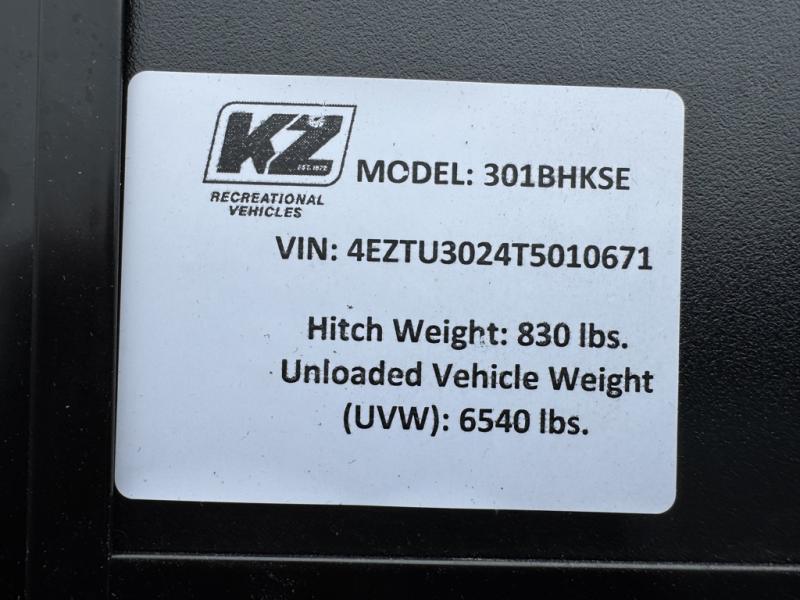 KZ
EST. 1972
RECREATIONAL
VEHICLES
MODEL: 301BHKSE
VIN: 4EZTU3024T5010671
Hitch Weight: 830 lbs.
Unloaded Vehicle Weight
(UVW): 6540 lbs.